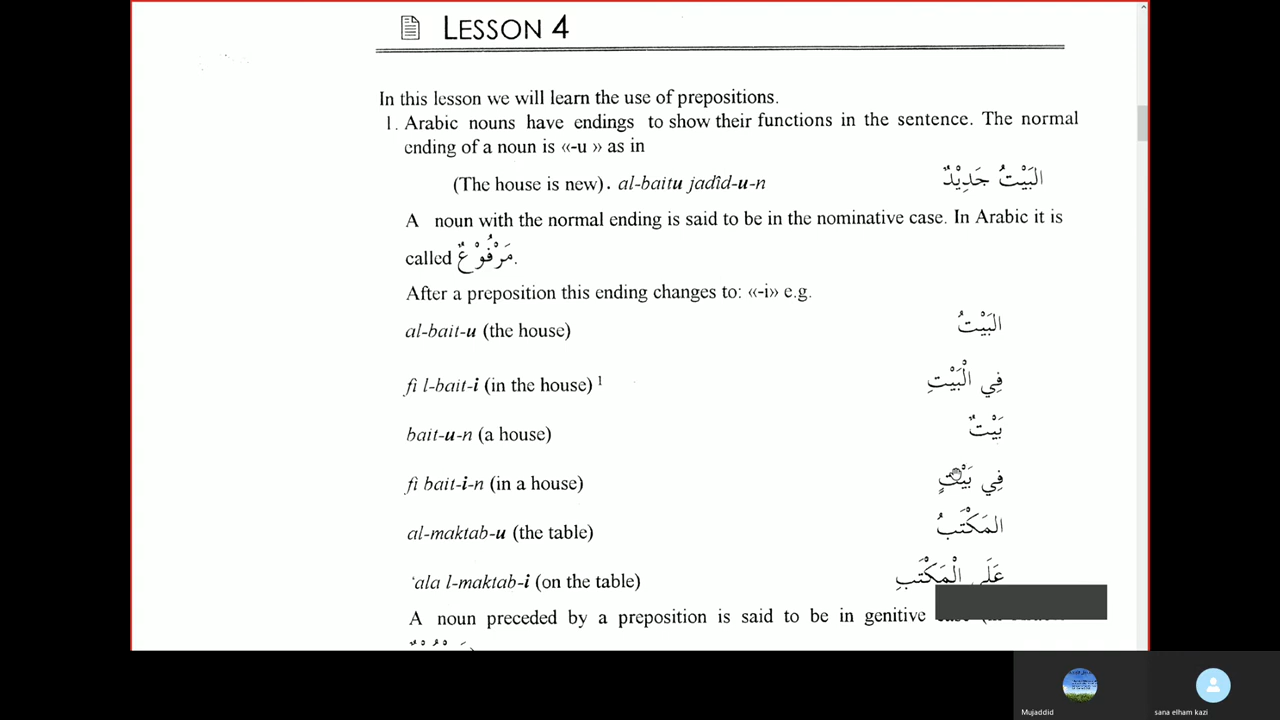 LESSON 4
In this lesson we will learn the use of prepositions.
1. Arabic nouns have endings to show their functions in the sentence. The normal
ending of a noun is «-u » as in
(The house is new). al-baitu jadîd-u-n البَيْتُ جَدِيْدٌ
A noun with the normal ending is said to be in the nominative case. In Arabic it is
called مَرْفُوْعٌ.
After a preposition this ending changes to: «-i» e.g.
al-bait-u (the house) البَيْتُ
fî l-bait-i (in the house) 1 فِي الْبَيْتِ
bait-u-n (a house) بَيْتٌ
fî bait-i-n (in a house) فِي بَيْتٍ
al-maktab-u (the table) المَكْتَبُ
'ala l-maktab-i (on the table) عَلَى الْمَكْتَبِ
A noun preceded by a preposition is said to be in genitive
Mujaddid
sana elham kazi